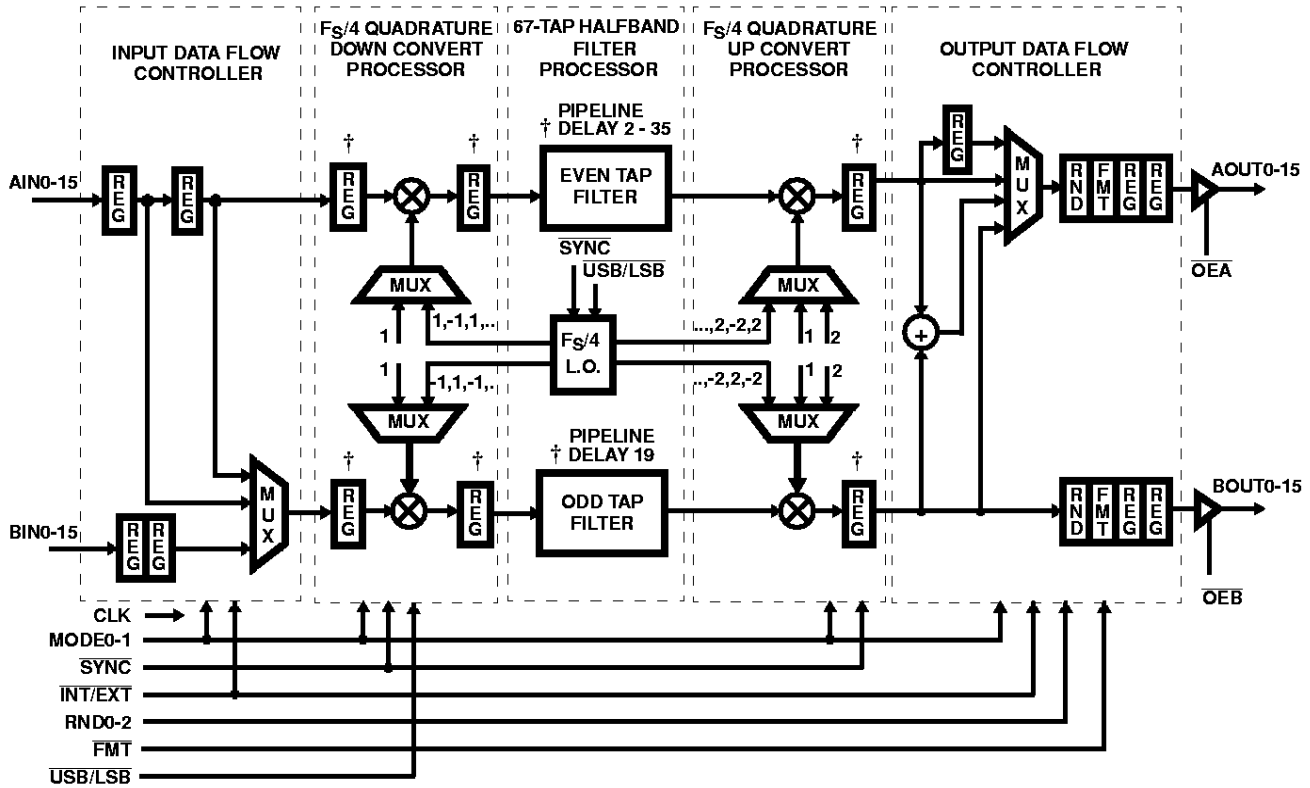 INPUT DATA FLOW
CONTROLLER
FS/4 QUADRATURE
DOWN CONVERT
PROCESSOR
67-TAP HALFBAND
FILTER
PROCESSOR
FS/4 QUADRATURE
UP CONVERT
PROCESSOR
OUTPUT DATA FLOW
CONTROLLER
AIN0-15
REG
REG
†
REG
†
REG
PIPELINE
† DELAY 2 - 35
EVEN TAP
FILTER
†
REG
REG
MUX
RND
FMT
REG
REG
AOUT0-15
OEA
SYNC
USB/LSB
MUX
MUX
1
1,-1,1,..
...,2,-2,2
1
2
FS/4
L.O.
+
1
-1,1,-1,.
..,-2,2,-2
1
2
MUX
MUX
BIN0-15
REG
REG
MUX
†
REG
†
REG
PIPELINE
† DELAY 19
ODD TAP
FILTER
†
REG
RND
FMT
REG
REG
BOUT0-15
OEB
CLK
MODE0-1
SYNC
INT/EXT
RND0-2
FMT
USB/LSB